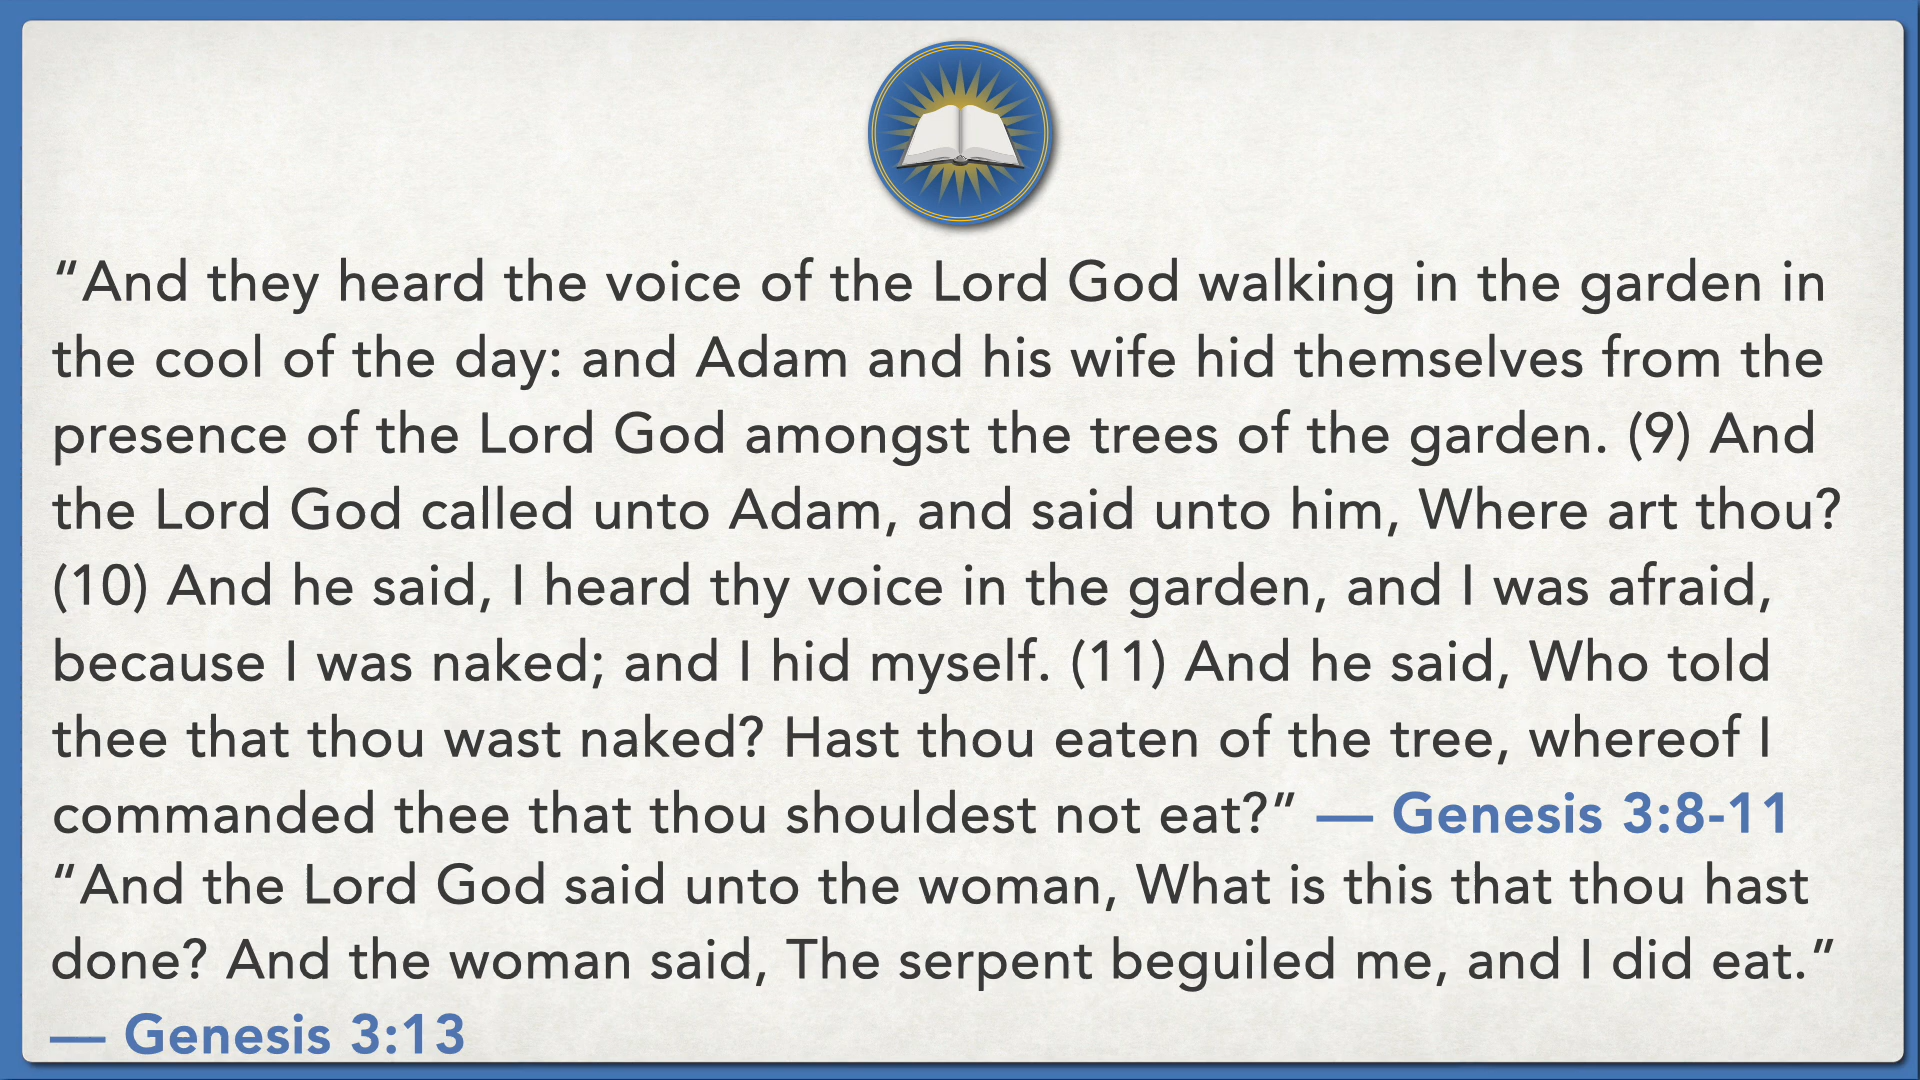 “And they heard the voice of the Lord God walking in the garden in
the cool of the day: and Adam and his wife hid themselves from the
presence of the Lord God amongst the trees of the garden. (9) And
the Lord God called unto Adam, and said unto him, Where art thou?
(10) And he said, I heard thy voice in the garden, and I was afraid,
because I was naked; and I hid myself. (11) And he said, Who told
thee that thou wast naked? Hast thou eaten of the tree, whereof I
commanded thee that thou shouldest not eat?” — Genesis 3:8-11
“And the Lord God said unto the woman, What is this that thou hast
done? And the woman said, The serpent beguiled me, and I did eat.”
— Genesis 3:13